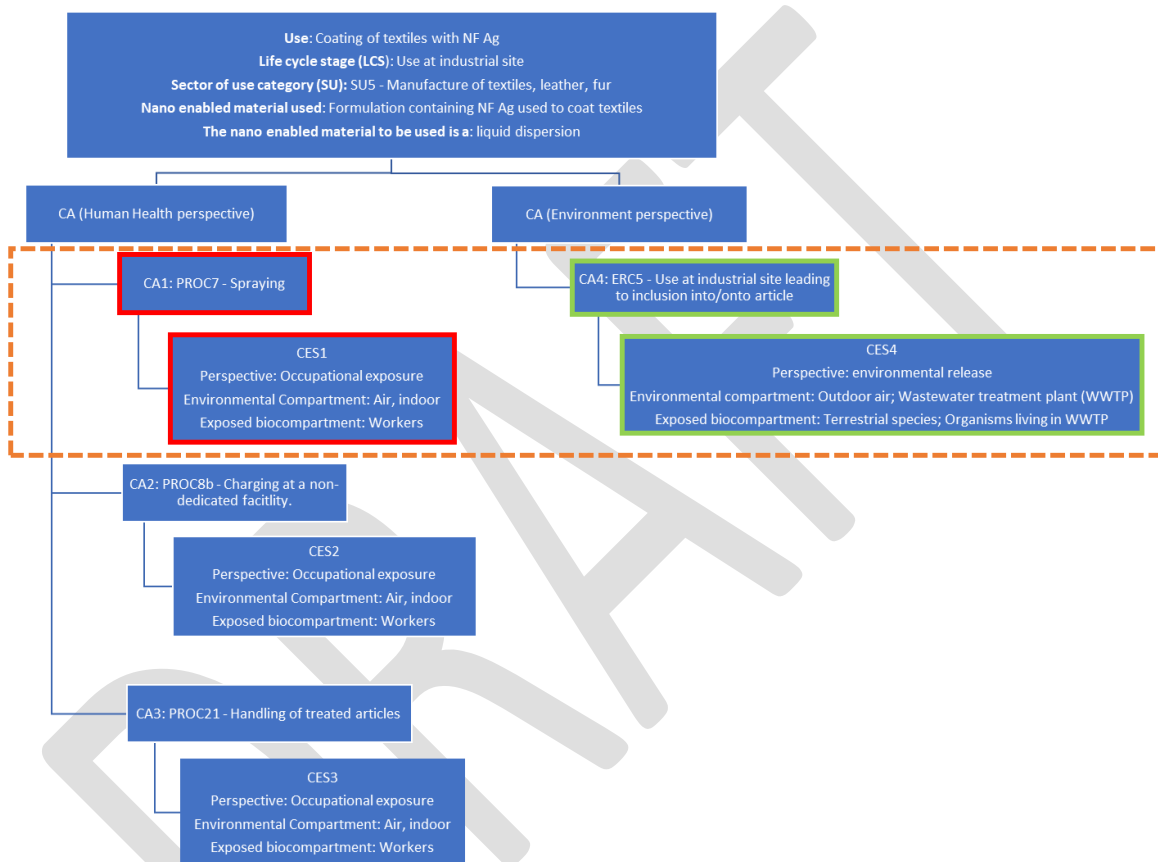 Use: Coating of textiles with NF Ag
Life cycle stage (LCS): Use at industrial site
Sector of use category (SU): SU5 - Manufacture of textiles, leather, fur
Nano enabled material used: Formulation containing NF Ag used to coat textiles
The nano enabled material to be used is a: liquid dispersion
CA (Human Health perspective)
CA (Environment perspective)
CA1: PROC7 - Spraying
CA4: ERC5 - Use at industrial site leading
to inclusion into/onto article
CES1
Perspective: Occupational exposure
Environmental Compartment: Air, indoor
Exposed biocompartment: Workers
CES4
Perspective: environmental release
Environmental compartment: Outdoor air; Wastewater treatment plant (WWTP)
Exposed biocompartment: Terrestrial species; Organisms living in WWTP
CA2: PROC8b - Charging at a non-
dedicated facitlity.
CES2
Perspective: Occupational exposure
Environmental Compartment: Air, indoor
Exposed biocompartment: Workers
CA3: PROC21 - Handling of treated articles
CES3
Perspective: Occupational exposure
Environmental Compartment: Air, indoor
Exposed biocompartment: Workers
DRAFT